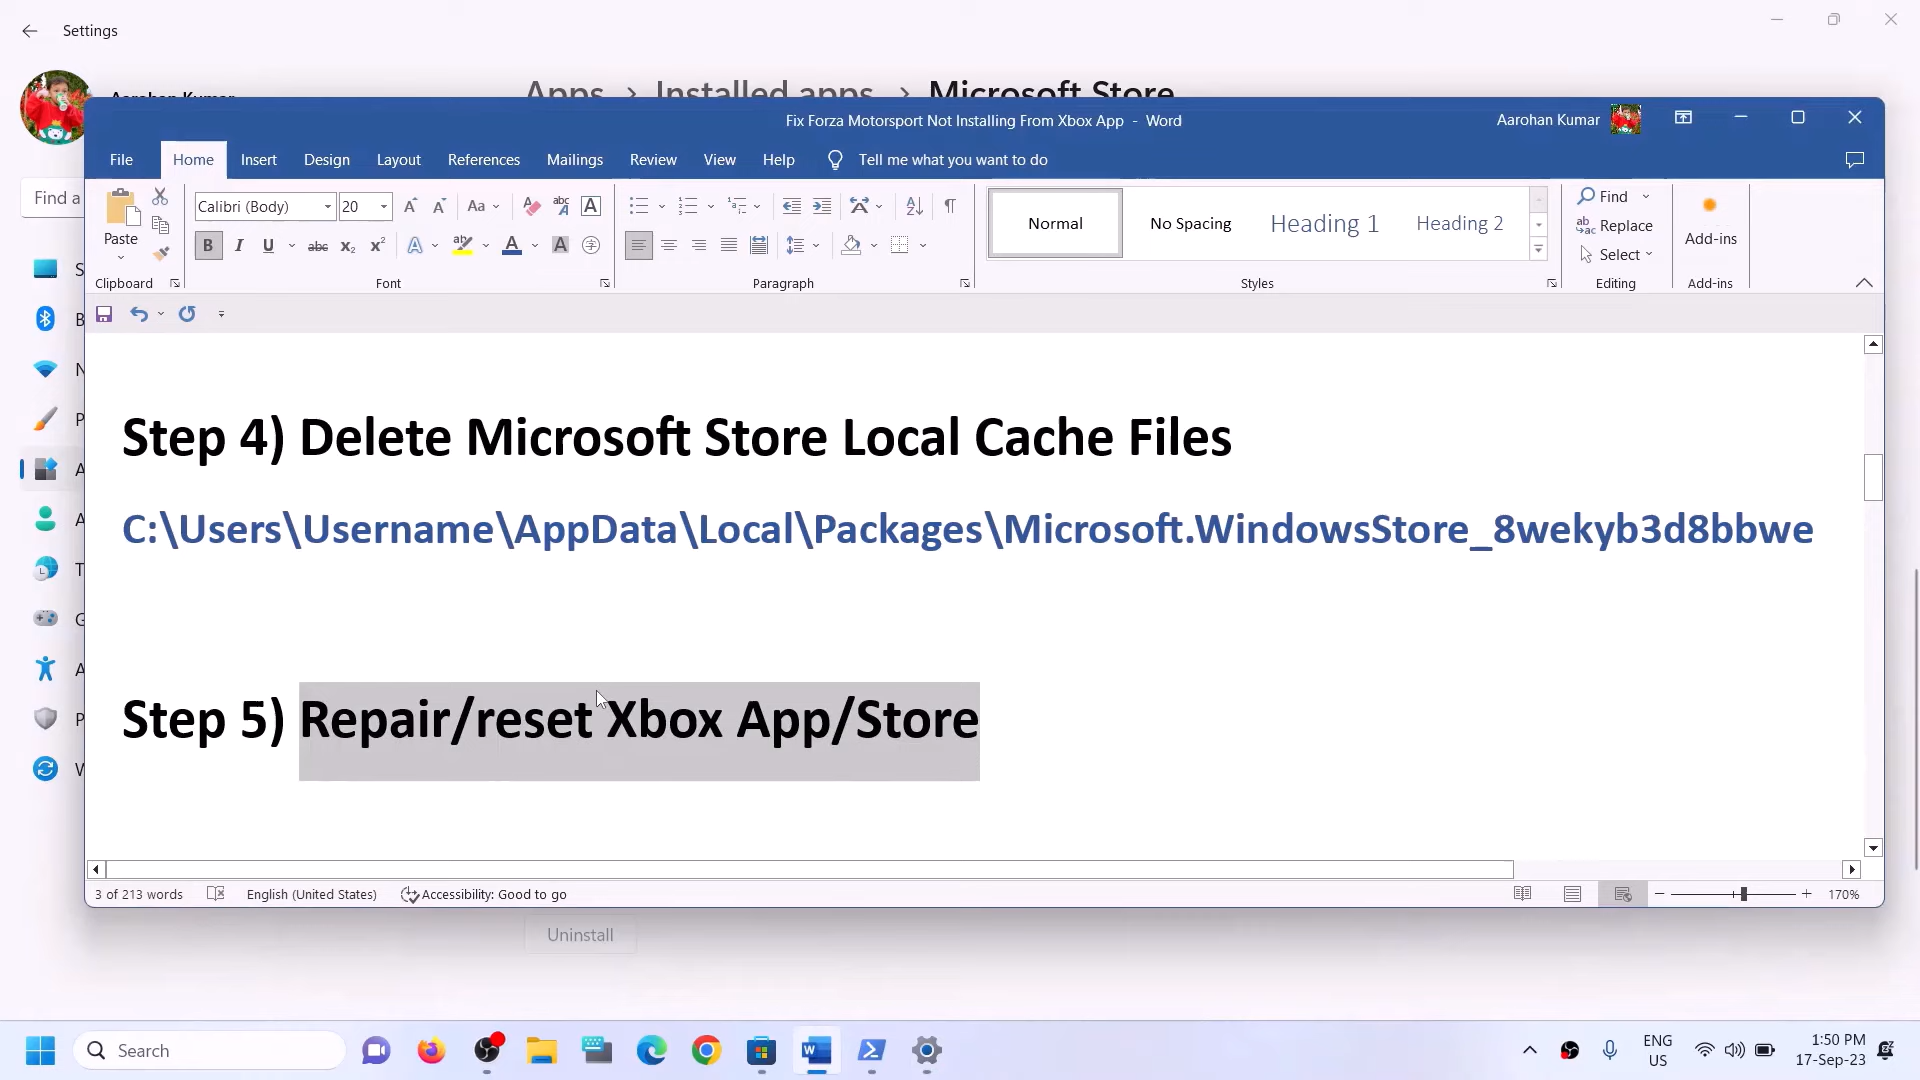 Settings
Aarohan Kumar
Apps > Installed apps > Microsoft Store
Find a
Fix Forza Motorsport Not Installing From Xbox App - Word
Aarohan Kumar
File Home Insert Design Layout References Mailings Review View Help Tell me what you want to do
Paste
Clipboard
Calibri (Body) 20
Aa
Font
Paragraph
Normal No Spacing Heading 1 Heading 2
Styles
Find
Replace
Select
Editing
Add-ins
Add-ins
Step 4) Delete Microsoft Store Local Cache Files
C:\Users\Username\AppData\Local\Packages\Microsoft.WindowsStore_8wekyb3d8bbwe
Step 5) Repair/reset Xbox App/Store
3 of 213 words English (United States) Accessibility: Good to go 170%
Uninstall
Search
ENG
US
1:50 PM
17-Sep-23